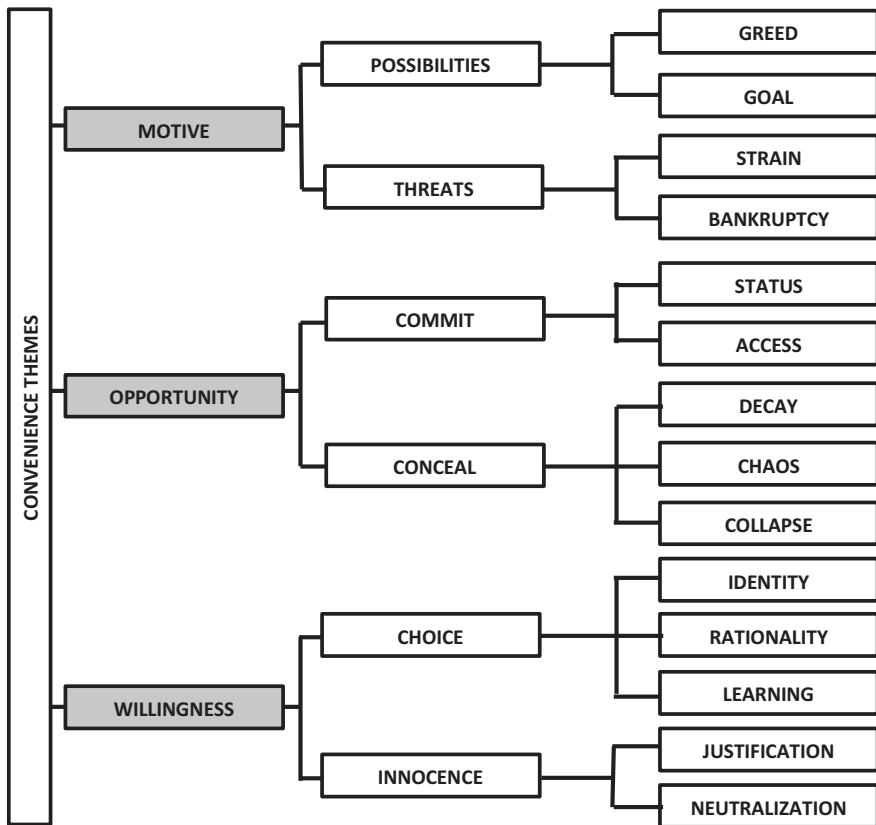 CONVENIENCE THEMES
MOTIVE
POSSIBILITIES
GREED
GOAL
THREATS
STRAIN
BANKRUPTCY
OPPORTUNITY
COMMIT
STATUS
ACCESS
CONCEAL
DECAY
CHAOS
COLLAPSE
WILLINGNESS
CHOICE
IDENTITY
RATIONALITY
LEARNING
INNOCENCE
JUSTIFICATION
NEUTRALIZATION